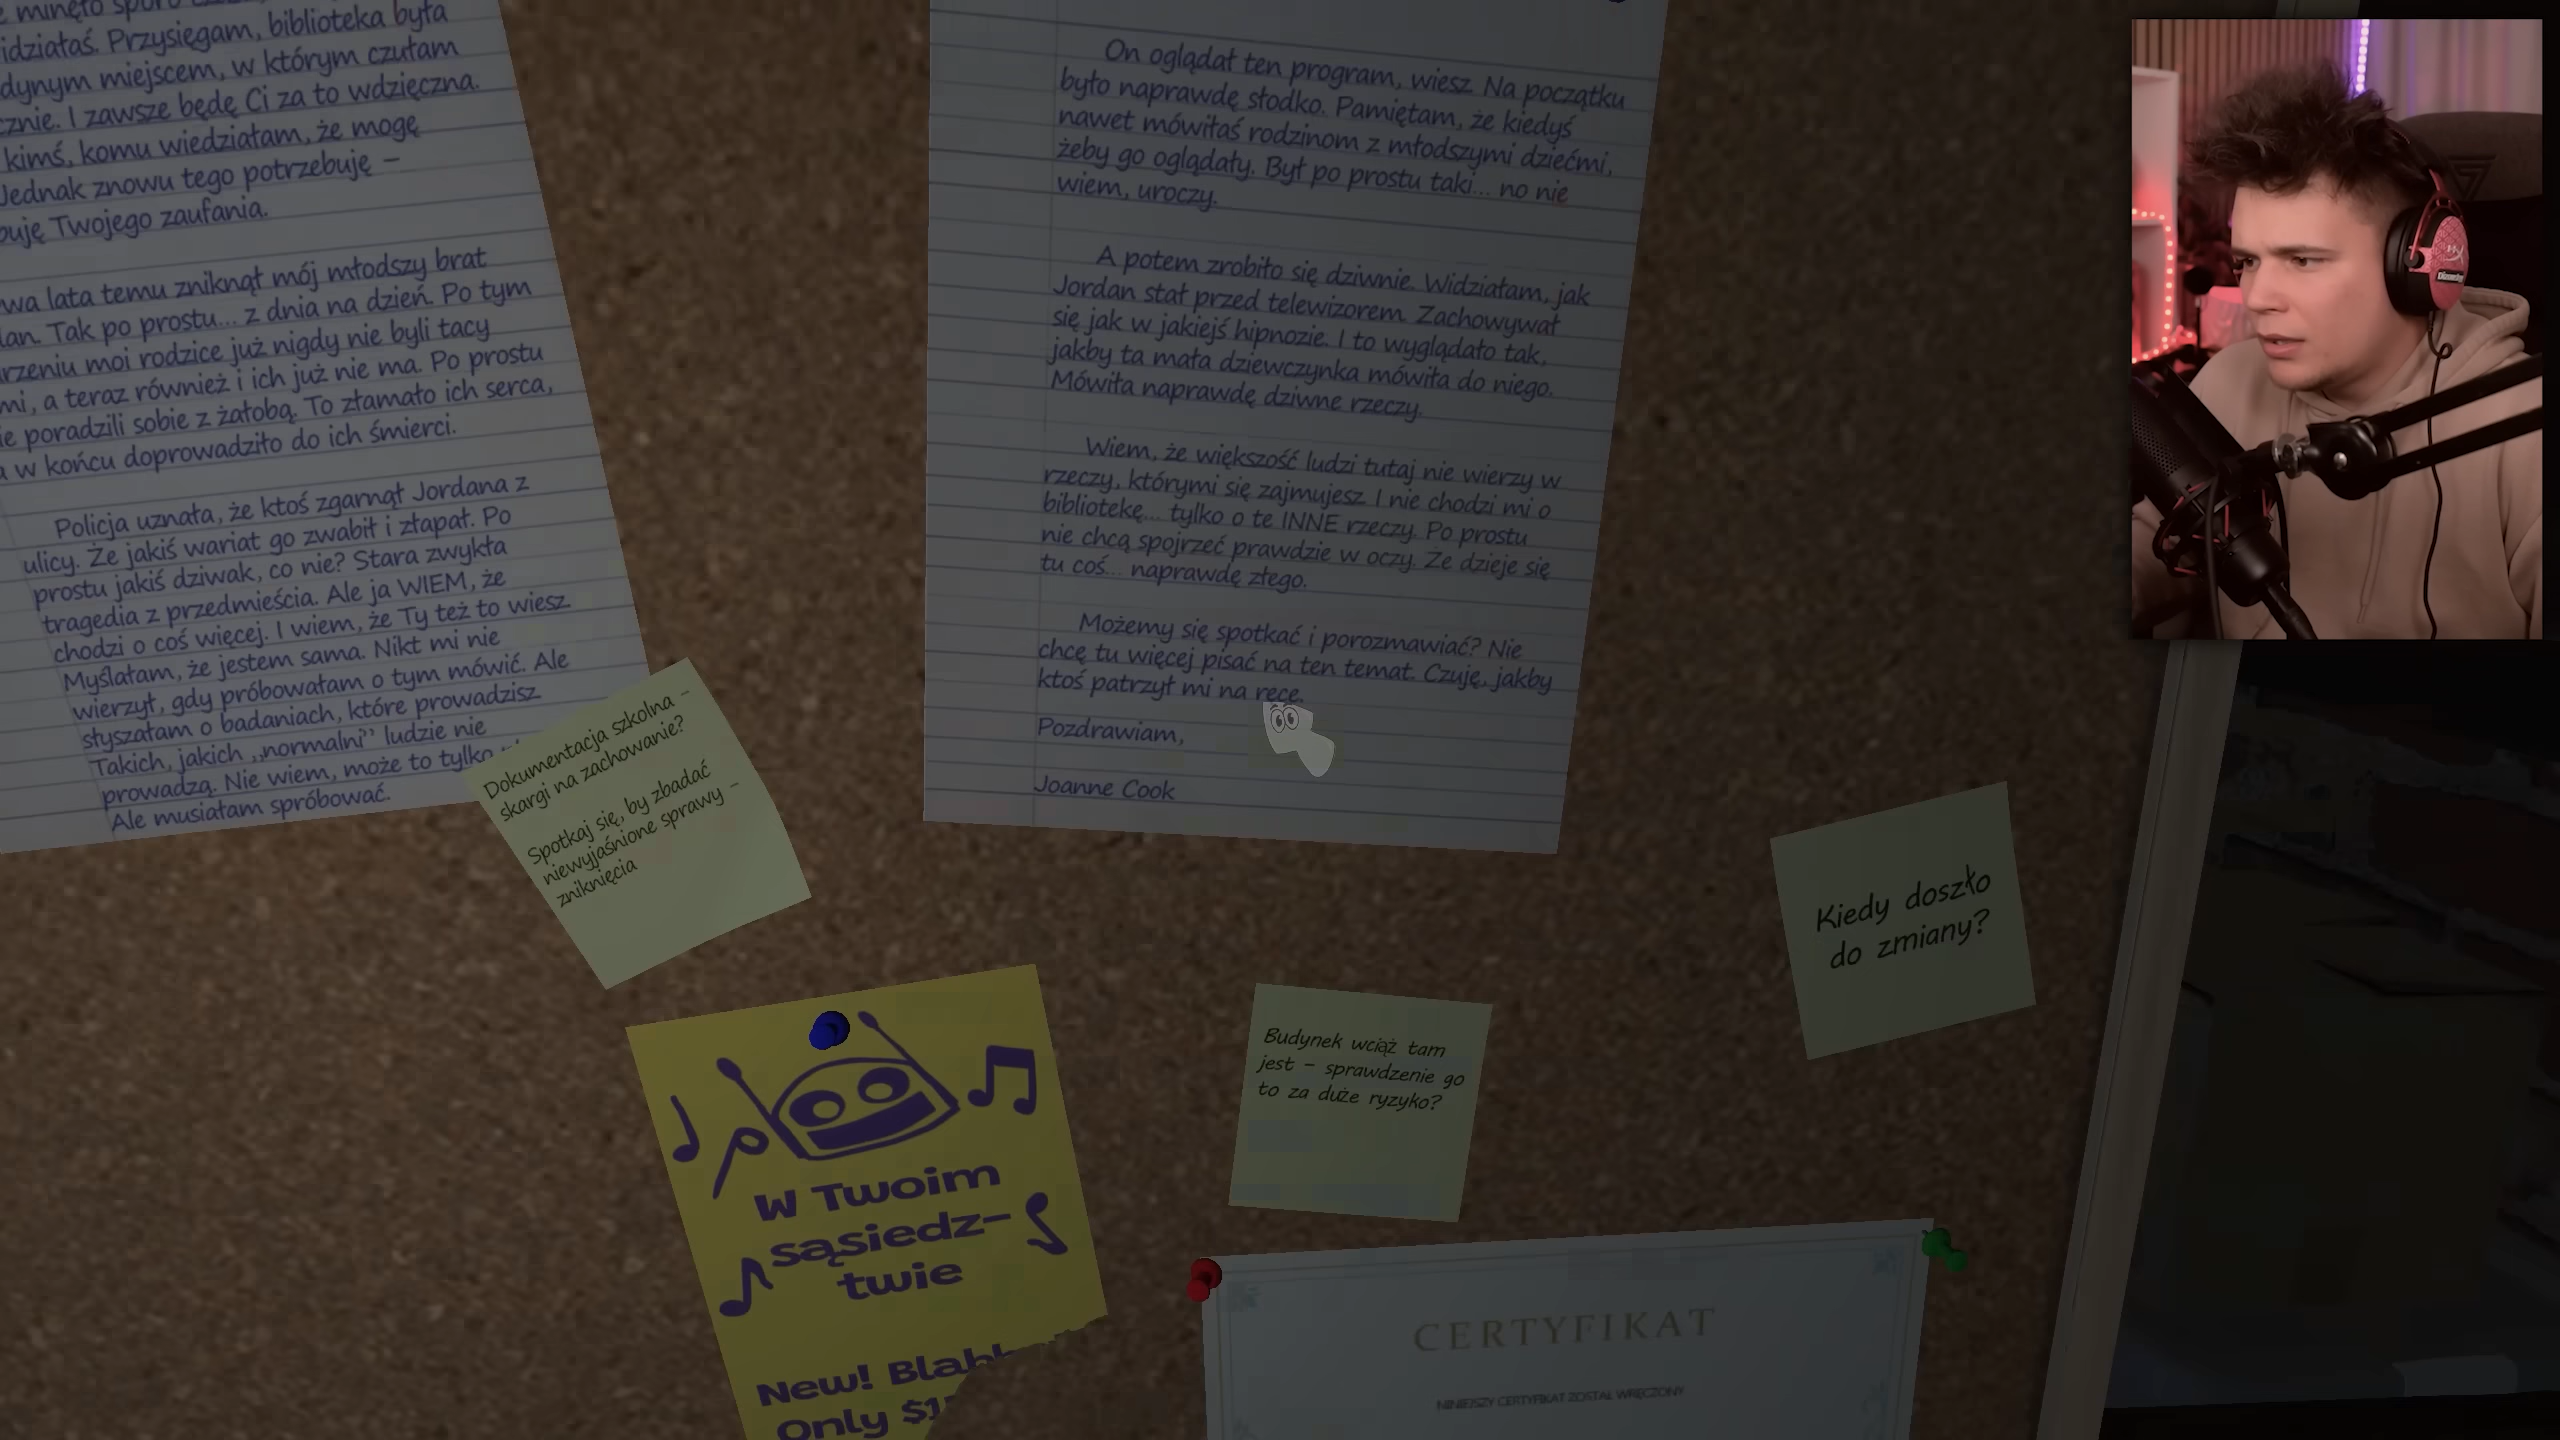 minęło sporo
idziałaś. Przysięgam, biblioteka była
dynym miejscem, w którym czułam
cznie. I zawsze będę Ci za to wdzięczna.
kimś, komu wiedziałam, że mogę
Jednak znowu tego potrzebuję –
buję Twojego zaufania.
wa lata temu zniknął mój młodszy brat
dan. Tak po prostu... z dnia na dzień. Po tym
rzeniu moi rodzice już nigdy nie byli tacy
mi, a teraz również i ich już nie ma. Po prostu
ie poradzili sobie z żałobą. To złamało ich serca,
a w końcu doprowadziło do ich śmierci.
Policja uznała, że ktoś zgarnął Jordana z
ulicy. Że jakiś wariat go zwabił i złapał. Po
prostu jakiś dziwak, co nie? Stara zwykła
tragedia z przedmieścia. Ale ja WIEM, że
chodzi o coś więcej. I wiem, że Ty też to wiesz.
Myślałam, że jestem sama. Nikt mi nie
wierzył, gdy próbowałam o tym mówić. Ale
słyszałam o badaniach, które prowadzisz.
Takich, jakich „normalni” ludzie nie
prowadzą. Nie wiem, może to tylko
Ale musiałam spróbować.
On oglądał ten program, wiesz. Na początku
było naprawdę słodko. Pamiętam, że kiedyś
nawet mówiłaś rodzinom z młodszymi dziećmi,
żeby go oglądały. Był po prostu taki... no nie
wiem, uroczy.
A potem zrobiło się dziwnie. Widziałam, jak
Jordan stał przed telewizorem. Zachowywał
się jak w jakiejś hipnozie. I to wyglądało tak,
jakby ta mała dziewczynka mówiła do niego.
Mówiła naprawdę dziwne rzeczy.
Wiem, że większość ludzi tutaj nie wierzy w
rzeczy, którymi się zajmujesz. I nie chodzi mi o
bibliotekę... tylko o te INNE rzeczy. Po prostu
nie chcą spojrzeć prawdzie w oczy. Że dzieje się
tu coś... naprawdę złego.
Możemy się spotkać i porozmawiać? Nie
chcę tu więcej pisać na ten temat. Czuję, jakby
ktoś patrzył mi na ręce.
Pozdrawiam,
Joanne Cook
Dokumentacja szkolna –
skargi na zachowanie?
Spotkaj się, by zbadać
niewyjaśnione sprawy –
zniknięcia
Kiedy doszło
do zmiany?
Budynek wciąż tam
jest – sprawdzenie go
to za duże ryzyko?
W Twoim
sąsiedz-
twie
New!
Only
CERTYFIKAT
NINIEJSZY CERTYFIKAT ZOSTAŁ WRĘCZONY